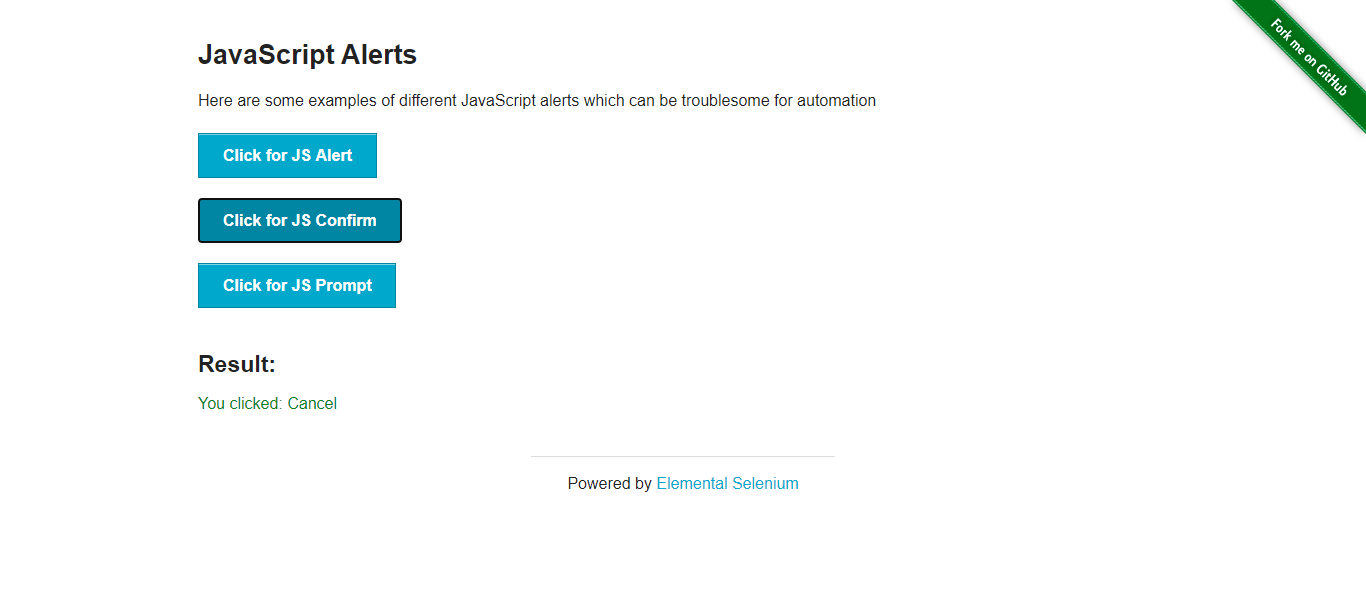 Fork me on GitHub
JavaScript Alerts
Here are some examples of different JavaScript alerts which can be troublesome for automation
Click for JS Alert
Click for JS Confirm
Click for JS Prompt
Result:
You clicked: Cancel
Powered by Elemental Selenium